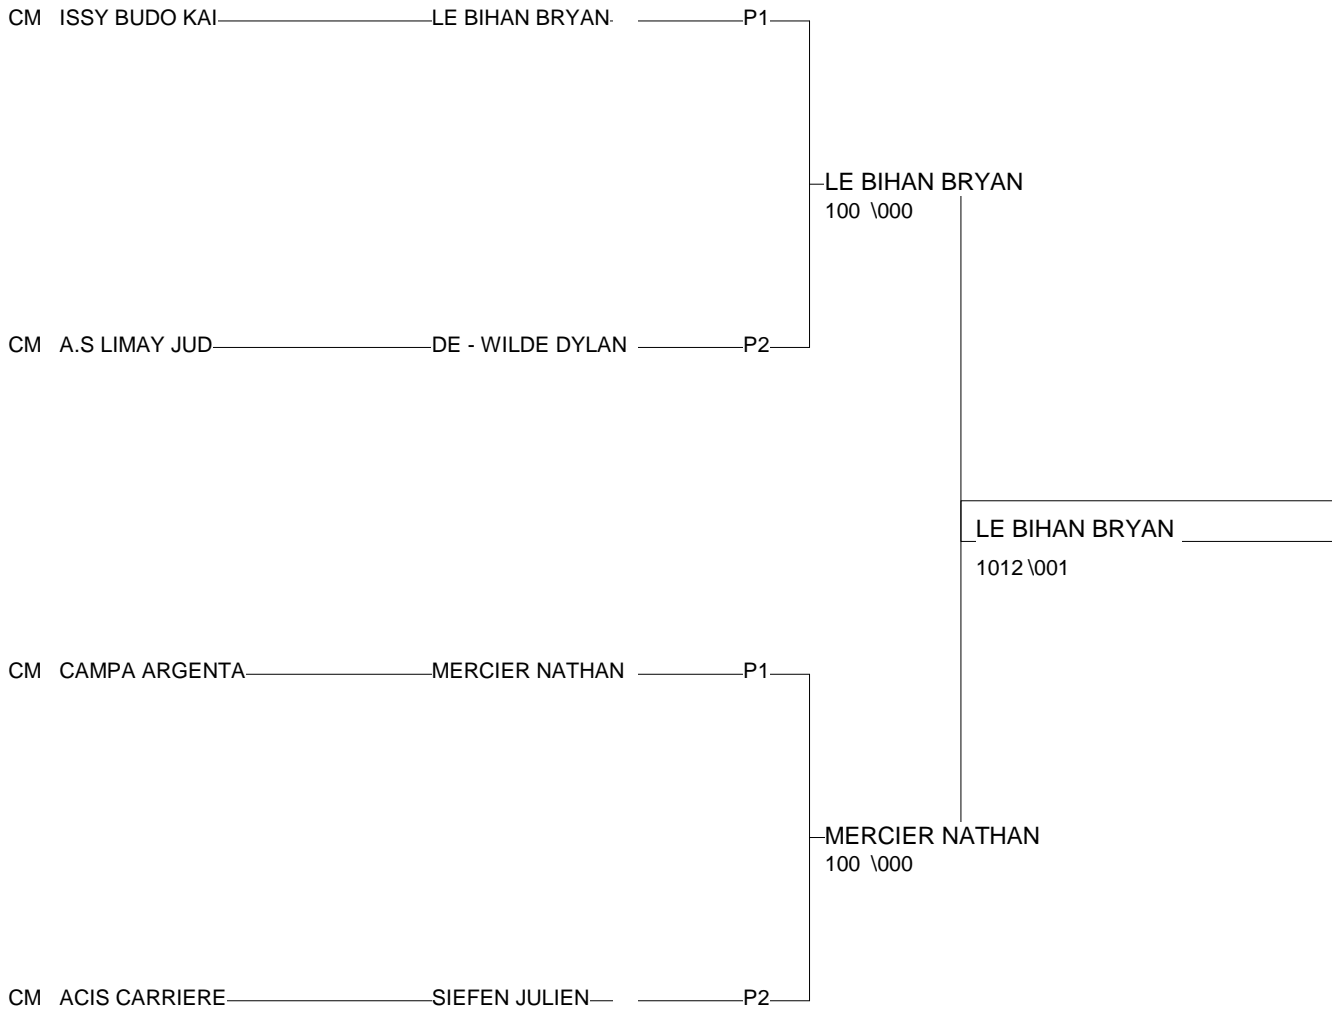 CM ISSY BUDO KAI LE BIHAN BRYAN P1
LE BIHAN BRYAN
100 \000
CM A.S LIMAY JUD DE - WILDE DYLAN P2
LE BIHAN BRYAN
1012 \001
CM CAMPA ARGENTA MERCIER NATHAN P1
MERCIER NATHAN
100 \000
CM ACIS CARRIERE SIEFEN JULIEN P2